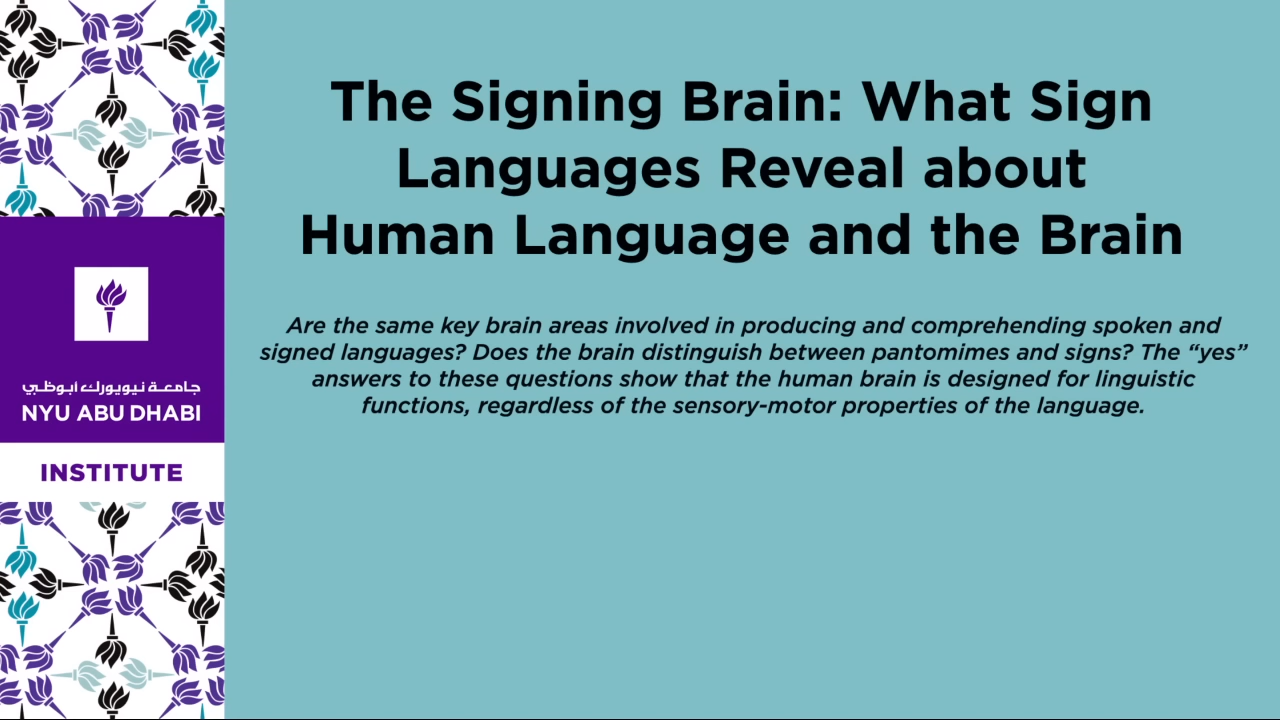 The Signing Brain: What Sign
Languages Reveal about
Human Language and the Brain
Are the same key brain areas involved in producing and comprehending spoken and
signed languages? Does the brain distinguish between pantomimes and signs? The “yes”
answers to these questions show that the human brain is designed for linguistic
functions, regardless of the sensory-motor properties of the language.
جامعة نيويورك أبوظبي
NYU ABU DHABI
INSTITUTE